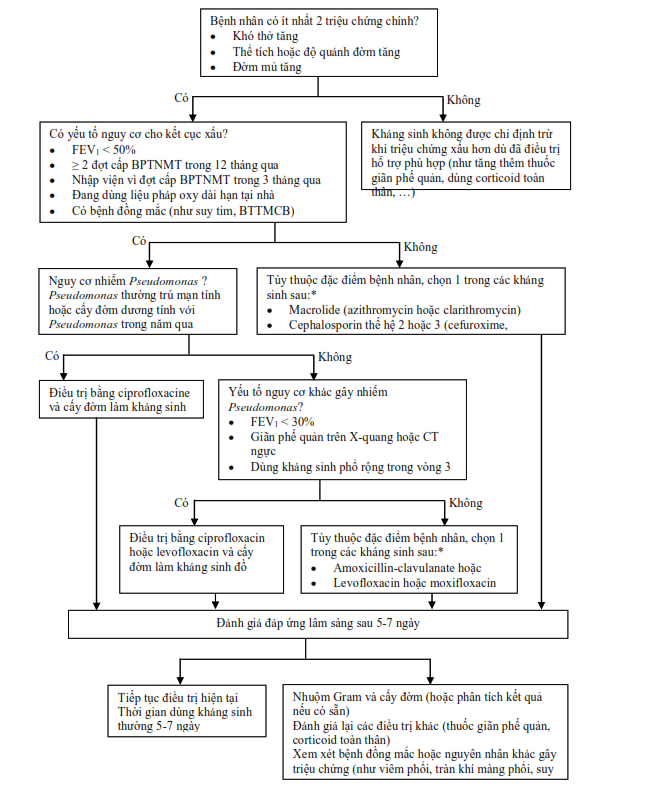 Bệnh nhân có ít nhất 2 triệu chứng chính?
• Khó thở tăng
• Thể tích hoặc độ quánh đờm tăng
• Đờm mủ tăng
Có
Không
Có yếu tố nguy cơ cho kết cục xấu?
• FEV1 < 50%
• ≥ 2 đợt cấp BPTNMT trong 12 tháng qua
• Nhập viện vì đợt cấp BPTNMT trong 3 tháng qua
• Đang dùng liệu pháp oxy dài hạn tại nhà
• Có bệnh đồng mắc (như suy tim, BTTMCB)
Kháng sinh không được chỉ định trừ
khi triệu chứng xấu hơn dù đã điều trị
hổ trợ phù hợp (như tăng thêm thuốc
giãn phế quản, dùng corticoid toàn
thân, …)
Có
Không
Nguy cơ nhiễm Pseudomonas ?
Pseudomonas thường trú mạn tính
hoặc cấy đờm dương tính với
Pseudomonas trong năm qua
Tùy thuộc đặc điểm bệnh nhân, chọn 1 trong các kháng
sinh sau:*
• Macrolide (azithromycin hoặc clarithromycin)
• Cephalosporin thế hệ 2 hoặc 3 (cefuroxime,
Có
Không
Điều trị bằng ciprofloxacine
và cấy đờm làm kháng sinh
Yếu tố nguy cơ khác gây nhiễm
Pseudomonas?
• FEV1 < 30%
• Giãn phế quản trên X-quang hoặc CT
ngực
• Dùng kháng sinh phổ rộng trong vòng 3
Có
Không
Điều trị bằng ciprofloxacin
hoặc levofloxacin và cấy
đờm làm kháng sinh đồ
Tùy thuộc đặc điểm bệnh nhân, chọn 1
trong các kháng sinh sau:*
• Amoxicillin-clavulanate hoặc
• Levofloxacin hoặc moxifloxacin
Đánh giá đáp ứng lâm sàng sau 5-7 ngày
Tiếp tục điều trị hiện tại
Thời gian dùng kháng sinh
thường 5-7 ngày
Nhuộm Gram và cấy đờm (hoặc phân tích kết quả
nếu có sẵn)
Đánh giá lại các điều trị khác (thuốc giãn phế quản,
corticoid toàn thân)
Xem xét bệnh đồng mắc hoặc nguyên nhân khác gây
triệu chứng (như viêm phổi, tràn khí màng phổi, suy